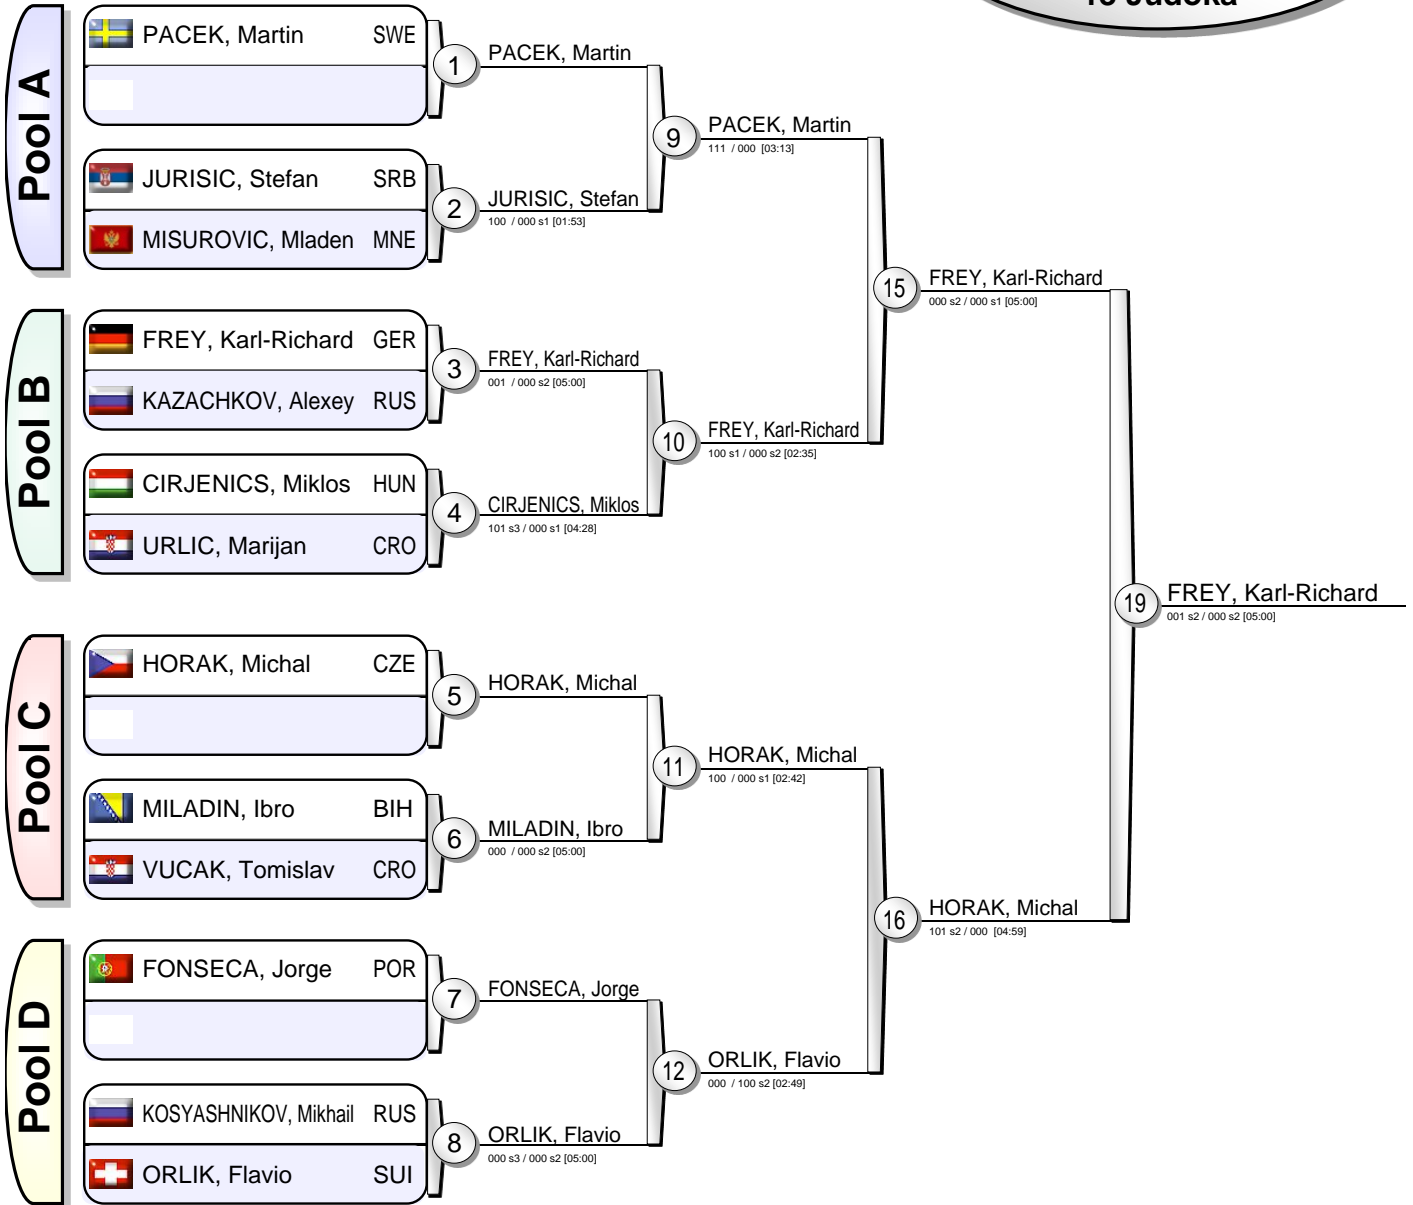 13 Judoka
Pool A
PACEK, Martin SWE
1
PACEK, Martin
JURISIC, Stefan SRB
MISUROVIC, Mladen MNE
2
JURISIC, Stefan
100 / 000 s1 [01:53]
9
PACEK, Martin
111 / 000 [03:13]
Pool B
FREY, Karl-Richard GER
KAZACHKOV, Alexey RUS
3
FREY, Karl-Richard
001 / 000 s2 [05:00]
CIRJENICS, Miklos HUN
URLIC, Marijan CRO
4
CIRJENICS, Miklos
101 s3 / 000 s1 [04:28]
10
FREY, Karl-Richard
100 s1 / 000 s2 [02:35]
15
FREY, Karl-Richard
000 s2 / 000 s1 [05:00]
Pool C
HORAK, Michal CZE
5
HORAK, Michal
MILADIN, Ibro BIH
VUCAK, Tomislav CRO
6
MILADIN, Ibro
000 / 000 s2 [05:00]
11
HORAK, Michal
100 / 000 s1 [02:42]
Pool D
FONSECA, Jorge POR
7
FONSECA, Jorge
KOSYASHNIKOV, Mikhail RUS
ORLIK, Flavio SUI
8
ORLIK, Flavio
000 s3 / 000 s2 [05:00]
12
ORLIK, Flavio
000 / 100 s2 [02:49]
16
HORAK, Michal
101 s2 / 000 [04:59]
19
FREY, Karl-Richard
001 s2 / 000 s2 [05:00]